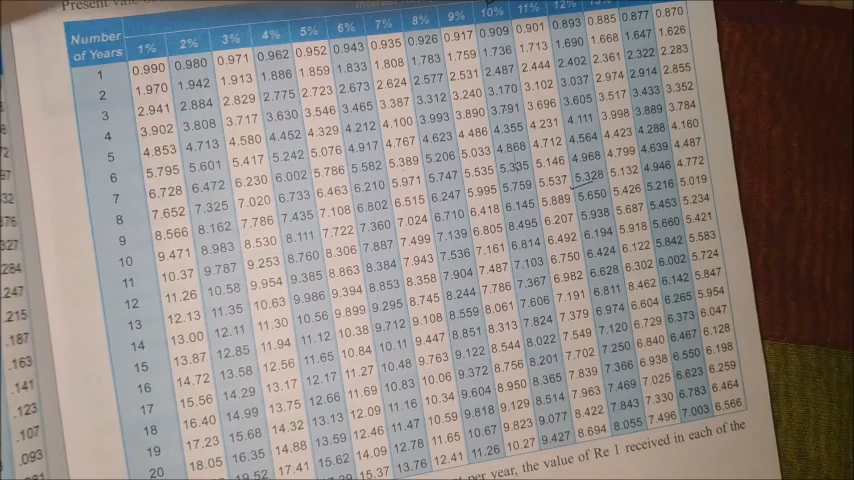 Present
Number of Years 1% 2% 3% 4% 5% 6% 7% 8% 9% 10% 11% 12%
1 0.990 0.980 0.971 0.962 0.952 0.943 0.935 0.926 0.917 0.909 0.901 0.893 0.885 0.877 0.870
2 1.970 1.942 1.913 1.886 1.859 1.833 1.808 1.783 1.759 1.736 1.713 1.690 1.668 1.647 1.626
3 2.941 2.884 2.829 2.775 2.723 2.673 2.624 2.577 2.531 2.487 2.444 2.402 2.361 2.322 2.283
4 3.902 3.808 3.717 3.630 3.546 3.465 3.387 3.312 3.240 3.170 3.102 3.037 2.974 2.914 2.855
5 4.853 4.713 4.580 4.452 4.329 4.212 4.100 3.993 3.890 3.791 3.696 3.605 3.517 3.433 3.352
6 5.795 5.601 5.417 5.242 5.076 4.917 4.767 4.623 4.486 4.355 4.231 4.111 3.998 3.889 3.784
7 6.728 6.472 6.230 6.002 5.786 5.582 5.389 5.206 5.033 4.868 4.712 4.564 4.423 4.288 4.160
8 7.652 7.325 7.020 6.733 6.463 6.210 5.971 5.747 5.535 5.335 5.146 4.968 4.799 4.639 4.487
9 8.566 8.162 7.786 7.435 7.108 6.802 6.515 6.247 5.995 5.759 5.537 5.328 5.132 4.946 4.772
10 9.471 8.983 8.530 8.111 7.722 7.360 7.024 6.710 6.418 6.145 5.889 5.650 5.426 5.216 5.019
11 10.37 9.787 9.253 8.760 8.306 7.887 7.499 7.139 6.805 8.495 6.207 5.938 5.687 5.453 5.234
12 11.26 10.58 9.954 9.385 8.863 8.384 7.943 7.536 7.161 6.814 6.492 6.194 5.918 5.660 5.421
13 12.13 11.35 10.63 9.986 9.394 8.853 8.358 7.904 7.487 7.103 6.750 6.424 6.122 5.842 5.583
14 13.00 12.11 11.30 10.56 9.899 9.295 8.745 8.244 7.786 7.367 6.982 6.628 6.302 6.002 5.724
15 13.87 12.85 11.94 11.12 10.38 9.712 9.108 8.559 8.061 7.606 7.191 6.811 8.462 6.142 5.847
16 14.72 13.58 12.56 11.65 10.84 10.11 9.447 8.851 8.313 7.824 7.379 6.974 6.604 6.265 5.954
17 15.56 14.29 13.17 12.17 11.27 10.48 9.763 9.122 8.544 8.022 7.549 7.120 6.729 6.373 6.047
18 16.40 14.99 13.75 12.66 11.69 10.83 10.06 9.372 8.756 8.201 7.702 7.250 6.840 6.467 6.128
19 17.23 15.68 14.32 13.13 12.09 11.16 10.34 9.604 8.950 8.365 7.839 7.366 6.938 6.550 6.198
20 18.05 16.35 14.88 13.59 12.46 11.47 10.59 9.818 9.129 8.514 7.963 7.469 7.025 6.623 6.259
19.52 17.41 15.62 14.09 12.78 11.65 10.67 9.823 9.077 8.422 7.843 7.330 6.783 6.464
15.37 13.76 12.41 11.26 10.27 9.427 8.694 8.055 7.496 7.003 6.566
per year, the value of Re 1 received in each of the
.247
.215
.187
.163
.141
.123
.107
.093
.081